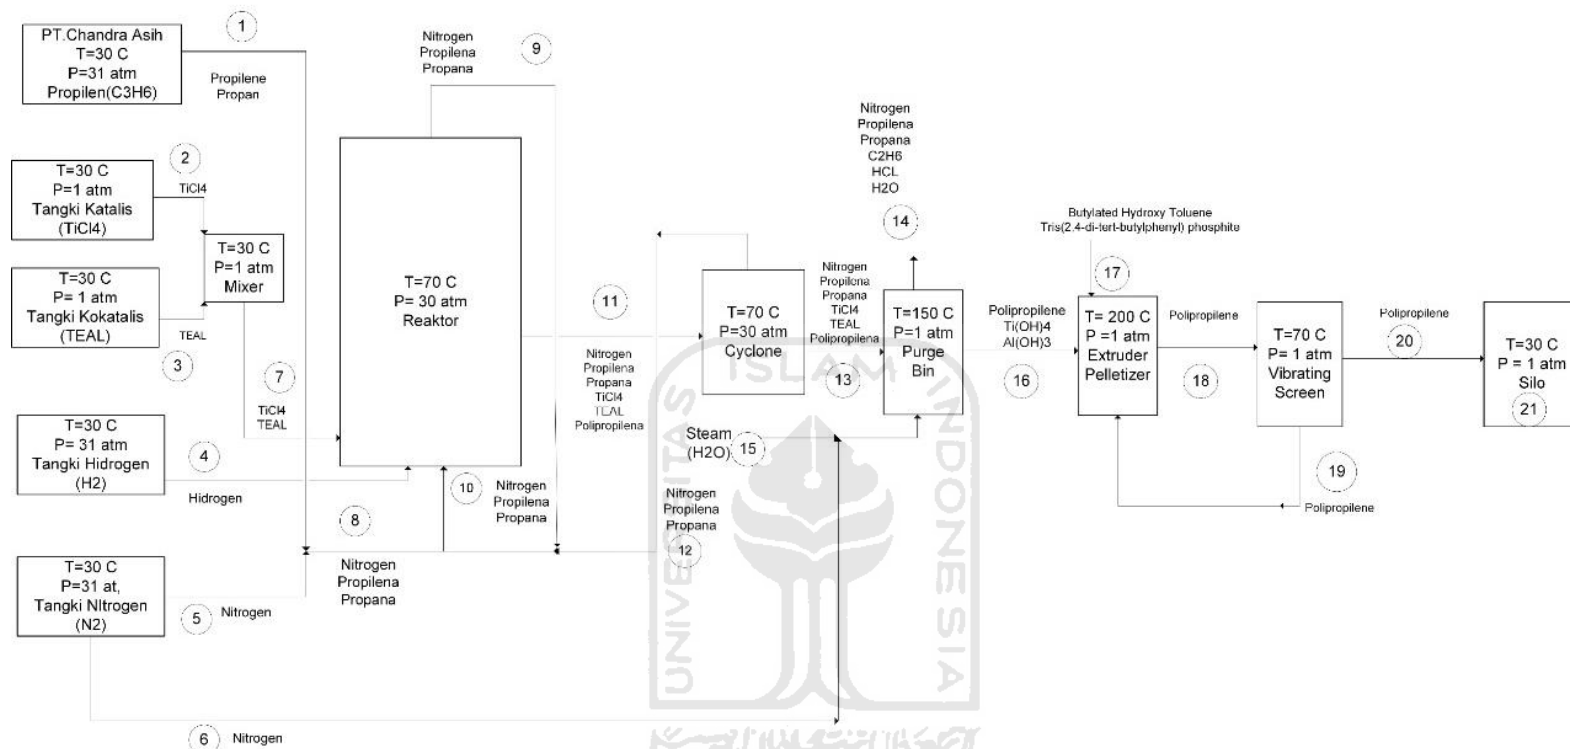 PT.Chandra Asih
T=30 C
P=31 atm
Propilen(C3H6)
1
Propilene
Propan
T=30 C
P=1 atm
Tangki Katalis
(TiCl4)
2
TiCl4
T=30 C
P= 1 atm
Tangki Kokatalis
(TEAL)
3
TEAL
T=30 C
P=1 atm
Mixer
7
TiCl4
TEAL
T=30 C
P= 31 atm
Tangki Hidrogen
(H2)
4
Hidrogen
T=30 C
P=31 at,
Tangki NItrogen
(N2)
5
Nitrogen
6
Nitrogen
8
Nitrogen
Propilena
Propana
Nitrogen
Propilena
Propana
9
T=70 C
P= 30 atm
Reaktor
10
Nitrogen
Propilena
Propana
11
Nitrogen
Propilena
Propana
TiCl4
TEAL
Polipropilena
Nitrogen
Propilena
Propana
12
T=70 C
P=30 atm
Cyclone
Nitrogen
Propilena
Propana
TiCl4
TEAL
Polipropilena
13
Nitrogen
Propilena
Propana
C2H6
HCL
H2O
14
T=150 C
P=1 atm
Purge
Bin
Steam
(H2O)
15
Polipropilene
Ti(OH)4
Al(OH)3
16
Butylated Hydroxy Toluene
Tris(2,4-di-tert-butylphenyl) phosphite
17
T= 200 C
P =1 atm
Extruder
Pelletizer
Polipropilene
18
T=70 C
P= 1 atm
Vibrating
Screen
19
Polipropilene
Polipropilene
20
T=30 C
P = 1 atm
Silo
21
ISLAM
UNIVERSITAS
INDONESIA